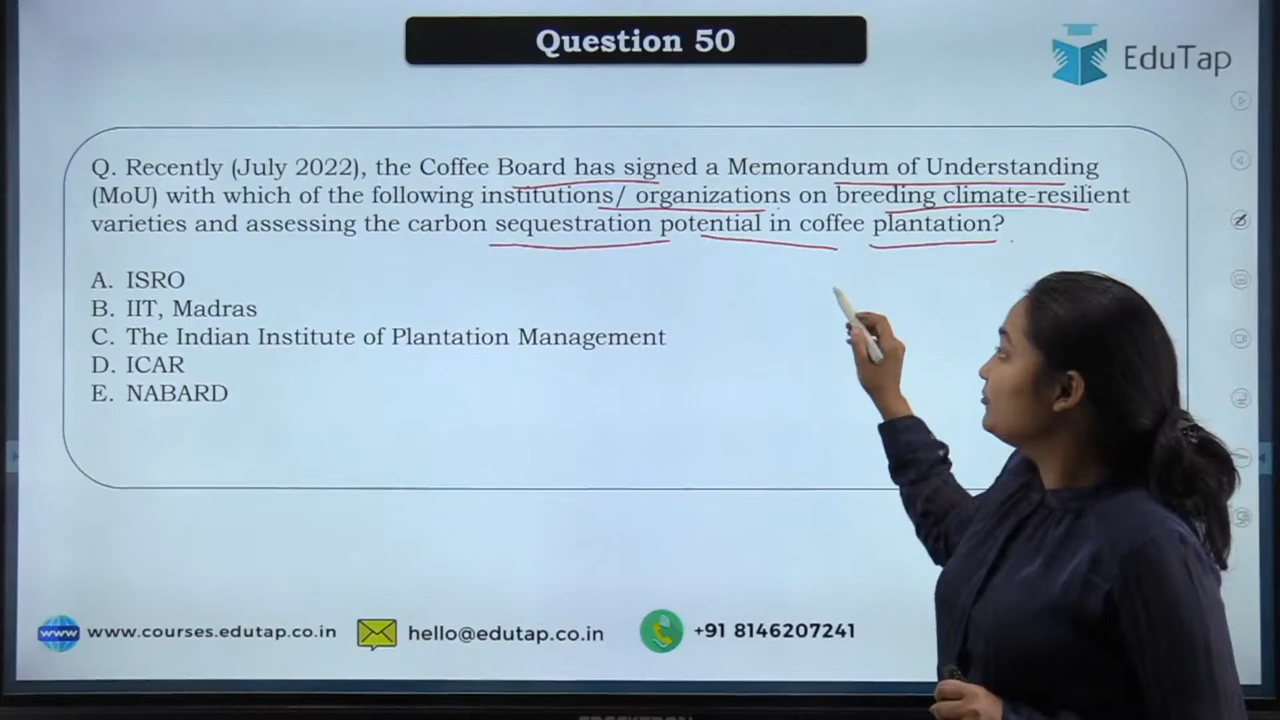 Question 50
EduTap
Q. Recently (July 2022), the Coffee Board has signed a Memorandum of Understanding
(MoU) with which of the following institutions/ organizations on breeding climate-resilient
varieties and assessing the carbon sequestration potential in coffee plantation?
A. ISRO
B. IIT, Madras
C. The Indian Institute of Plantation Management
D. ICAR
E. NABARD
www www.courses.edutap.co.in hello@edutap.co.in +91 8146207241